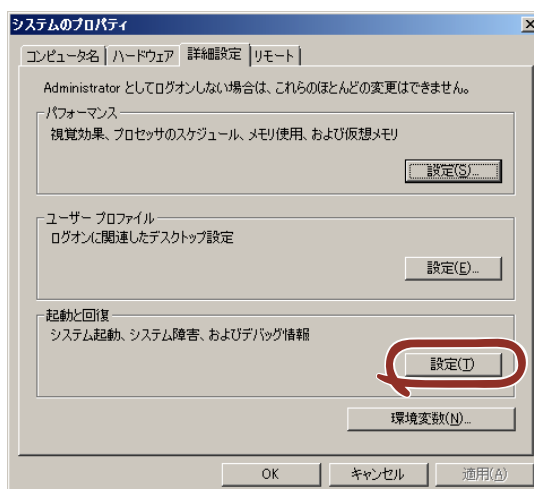 システムのプロパティ
コンピュータ名 ハードウェア 詳細設定 リモート
Administrator としてログオンしない場合は、これらのほとんどの変更はできません。
パフォーマンス
視覚効果、プロセッサのスケジュール、メモリ使用、および仮想メモリ
設定(S)...
ユーザー プロファイル
ログオンに関連したデスクトップ設定
設定(E)...
起動と回復
システム起動、システム障害、およびデバッグ情報
設定(T)
環境変数(N)...
OK キャンセル 適用(A)